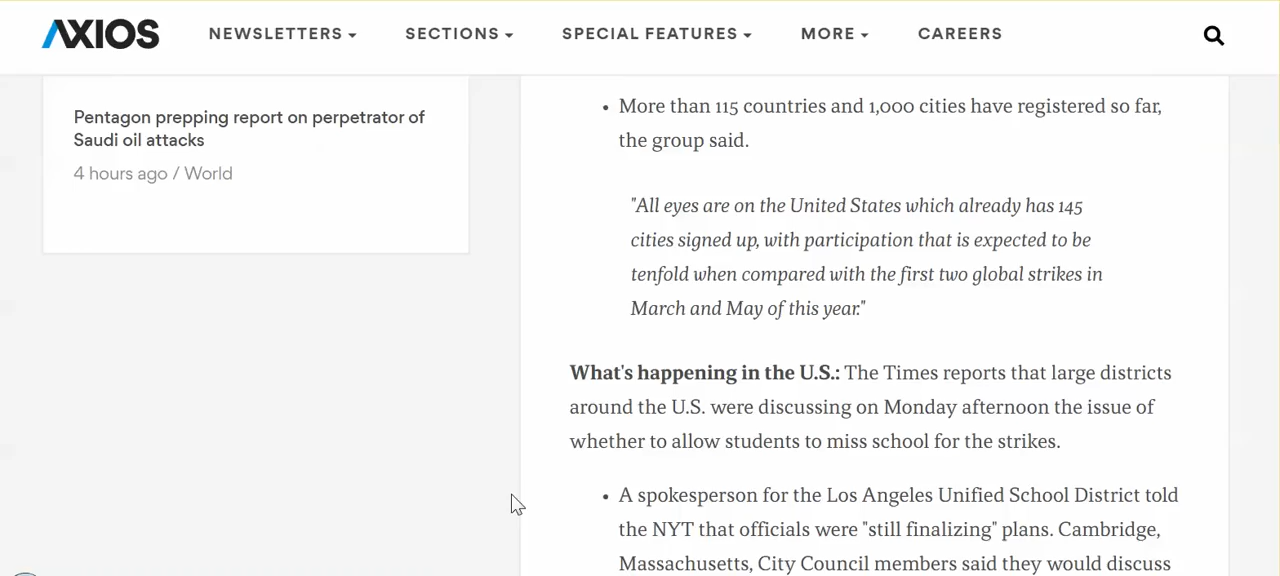 AXIOS
NEWSLETTERS
SECTIONS
SPECIAL FEATURES
MORE
CAREERS
Pentagon prepping report on perpetrator of
Saudi oil attacks
4 hours ago / World
• More than 115 countries and 1,000 cities have registered so far,
the group said.
"All eyes are on the United States which already has 145
cities signed up, with participation that is expected to be
tenfold when compared with the first two global strikes in
March and May of this year."
What's happening in the U.S.: The Times reports that large districts
around the U.S. were discussing on Monday afternoon the issue of
whether to allow students to miss school for the strikes.
• A spokesperson for the Los Angeles Unified School District told
the NYT that officials were "still finalizing" plans. Cambridge,
Massachusetts, City Council members said they would discuss